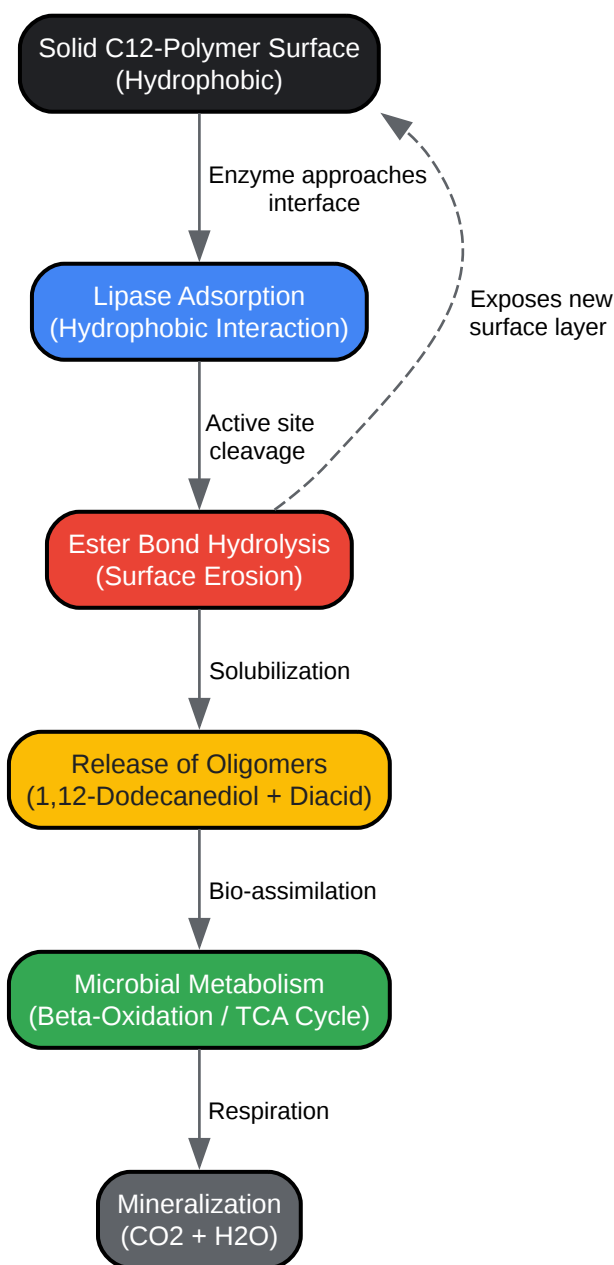 Solid C12-Polymer Surface
(Hydrophobic)
Enzyme approaches
interface
Lipase Adsorption
(Hydrophobic Interaction)
Exposes new
surface layer
Active site
cleavage
Ester Bond Hydrolysis
(Surface Erosion)
Solubilization
Release of Oligomers
(1,12-Dodecanediol + Diacid)
Bio-assimilation
Microbial Metabolism
(Beta-Oxidation / TCA Cycle)
Respiration
Mineralization
(CO2 + H2O)